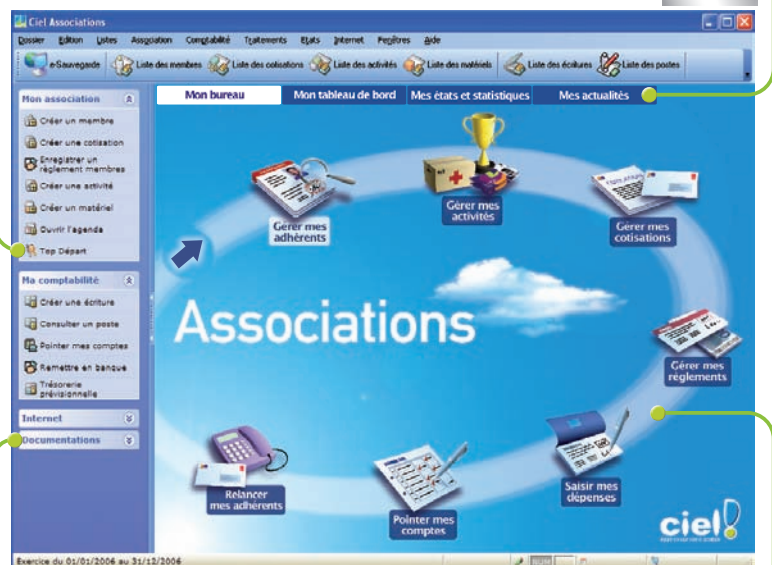 Ciel Associations
Dossier Edition Listes Association Comptabilité Traitements Etats Internet Fenêtres Aide
e-Sauvegarde Liste des membres Liste des cotisations Liste des activités Liste des matériels Liste des écritures Liste des postes
Mon association
Créer un membre
Créer une cotisation
Enregistrer un
règlement membres
Créer une activité
Créer un matériel
Ouvrir l'agenda
Top Départ
Ma comptabilité
Créer une écriture
Consulter un poste
Pointer mes comptes
Remettre en banque
Trésorerie
prévisionnelle
Internet
Documentations
Mon bureau Mon tableau de bord Mes états et statistiques Mes actualités
Gérer mes
adhérents
Gérer mes
activités
Gérer mes
cotisations
Associations
Gérer mes
règlements
Saisir mes
dépenses
Pointer mes
comptes
Relancer
mes adhérents
ciel!
Exercice du 01/01/2006 au 31/12/2006